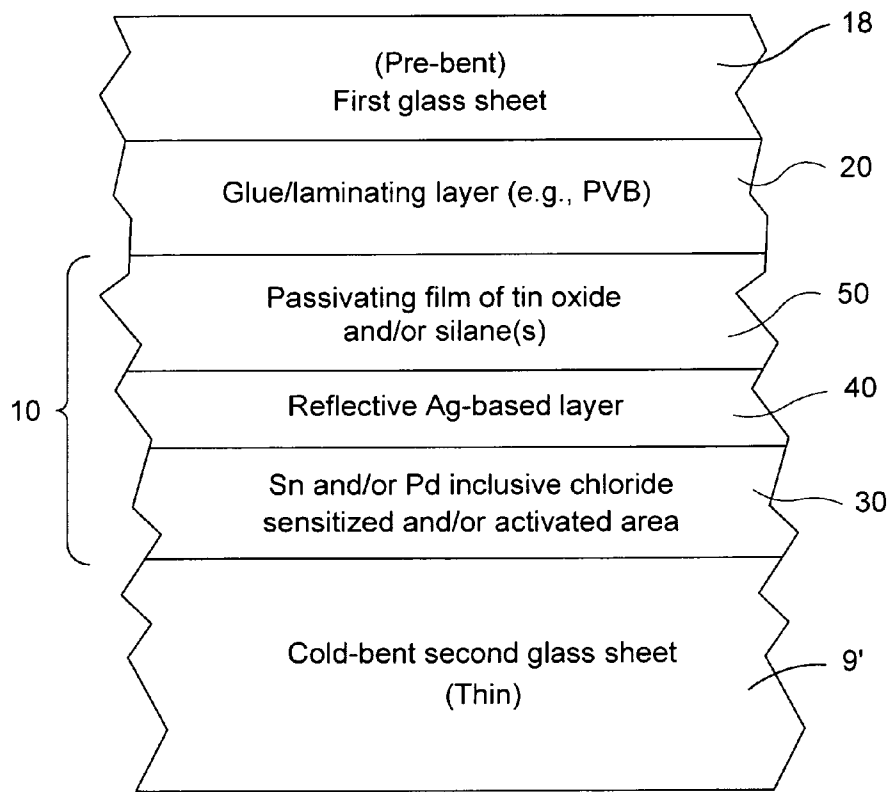 (Pre-bent)
First glass sheet
18
Glue/laminating layer (e.g., PVB)
20
Passivating film of tin oxide
and/or silane(s)
50
10
Reflective Ag-based layer
40
Sn and/or Pd inclusive chloride
sensitized and/or activated area
30
Cold-bent second glass sheet
(Thin)
9'